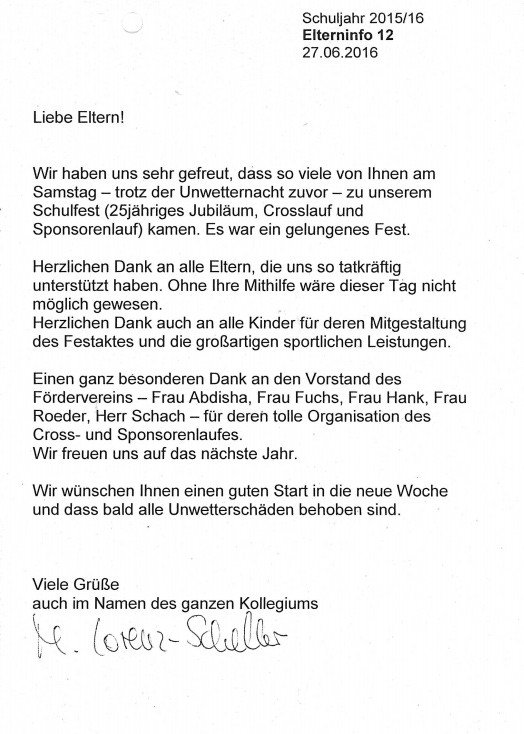 Schuljahr 2015/16
Elterninfo 12
27.06.2016
Liebe Eltern!
Wir haben uns sehr gefreut, dass so viele von Ihnen am
Samstag – trotz der Unwetternacht zuvor – zu unserem
Schulfest (25jähriges Jubiläum, Crosslauf und
Sponsorenlauf) kamen. Es war ein gelungenes Fest.
Herzlichen Dank an alle Eltern, die uns so tatkräftig
unterstützt haben. Ohne Ihre Mithilfe wäre dieser Tag nicht
möglich gewesen.
Herzlichen Dank auch an alle Kinder für deren Mitgestaltung
des Festaktes und die großartigen sportlichen Leistungen.
Einen ganz besonderen Dank an den Vorstand des
Fördervereins – Frau Abdisha, Frau Fuchs, Frau Hank, Frau
Roeder, Herr Schach – für deren tolle Organisation des
Cross- und Sponsorenlaufes.
Wir freuen uns auf das nächste Jahr.
Wir wünschen Ihnen einen guten Start in die neue Woche
und dass bald alle Unwetterschäden behoben sind.
Viele Grüße
auch im Namen des ganzen Kollegiums
M. Lorenz-Scheller